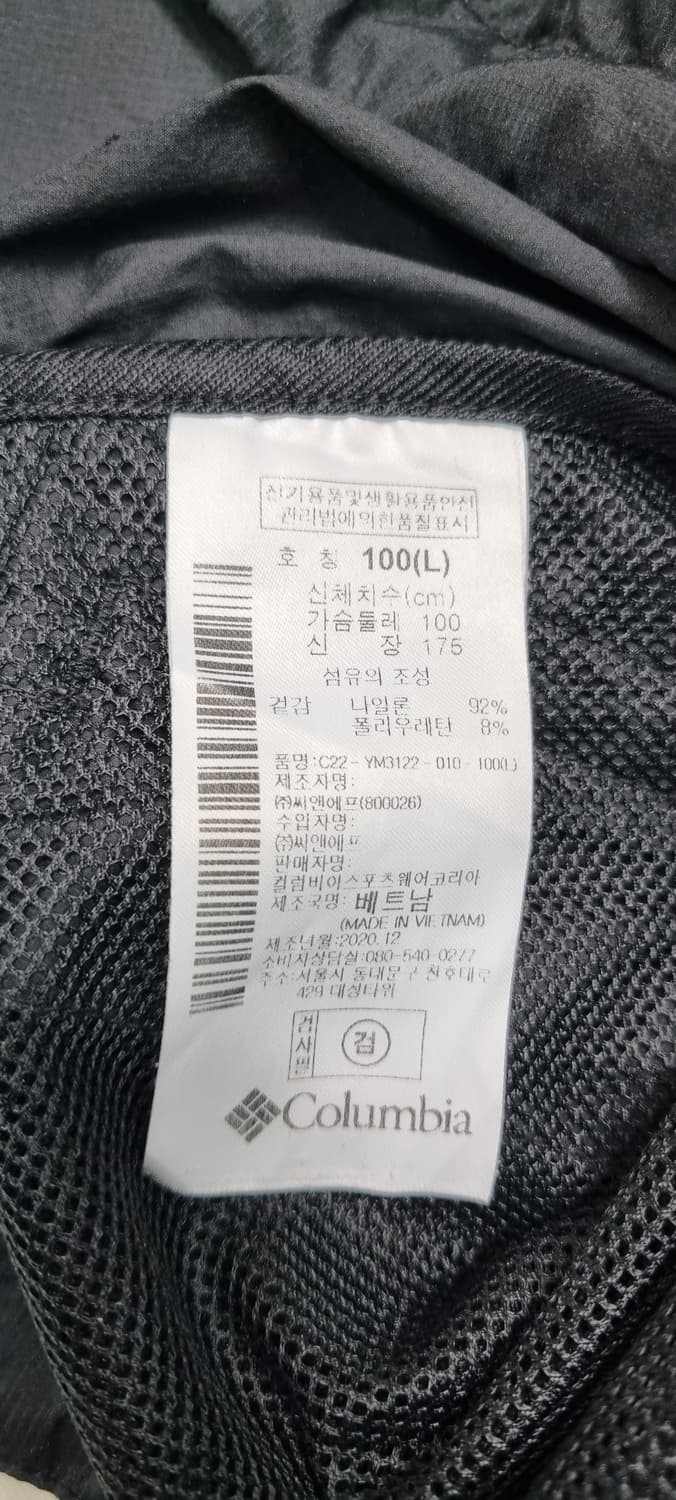 전기용품및생활용품안전
관리법에의한품질표시
호 칭 100(L)
신체치수(cm)
가슴둘레 100
신 장 175
섬유의 조성
겉감 나일론 92%
폴리우레탄 8%
품명:C22-YM3122-010-100(L)
제조자명:
㈜씨앤에프(800026)
수입자명:
㈜씨앤에프
판매자명:
컬럼비아스포츠웨어코리아
제조국명: 베트남
(MADE IN VIETNAM)
제조년월:2020.12
소비자상담실:080-540-0277
주소:서울시 동대문구 천호대로
429 대성타워
검사필 검
Columbia